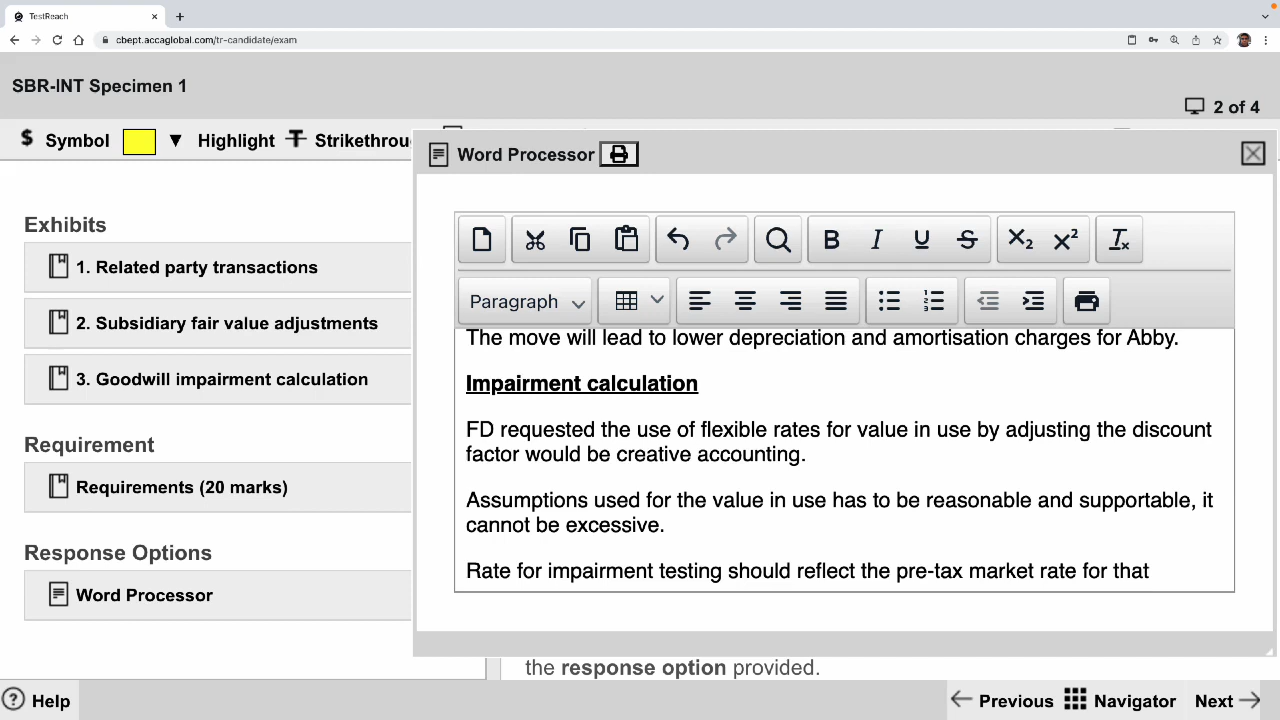 TestReach
cbept.accaglobal.com/tr-candidate/exam
SBR-INT Specimen 1
2 of 4
Symbol
Highlight
Strikethrou
Word Processor
Exhibits
1. Related party transactions
2. Subsidiary fair value adjustments
3. Goodwill impairment calculation
Requirement
Requirements (20 marks)
Response Options
Word Processor
Paragraph
The move will lead to lower depreciation and amortisation charges for Abby.
Impairment calculation
FD requested the use of flexible rates for value in use by adjusting the discount
factor would be creative accounting.
Assumptions used for the value in use has to be reasonable and supportable, it
cannot be excessive.
Rate for impairment testing should reflect the pre-tax market rate for that
the response option provided.
Help
Previous
Navigator
Next